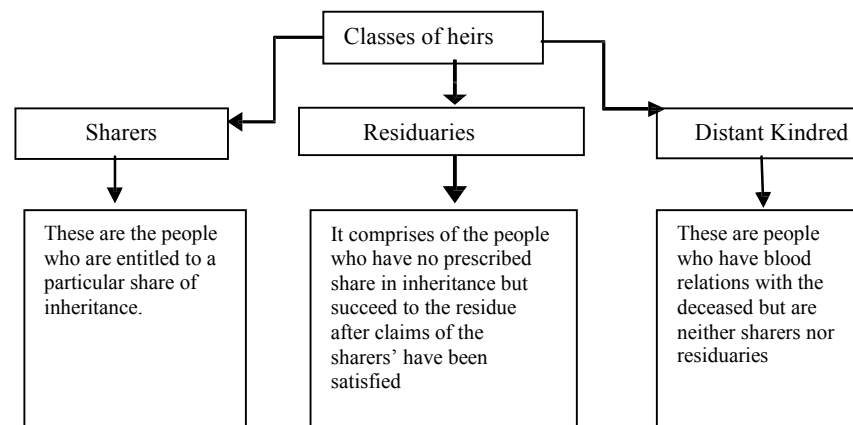 Classes of heirs
Sharers
Residuaries
Distant Kindred
These are the people
who are entitled to a
particular share of
inheritance.
It comprises of the people
who have no prescribed
share in inheritance but
succeed to the residue
after claims of the
sharers’ have been
satisfied
These are people
who have blood
relations with the
deceased but are
neither sharers nor
residuaries